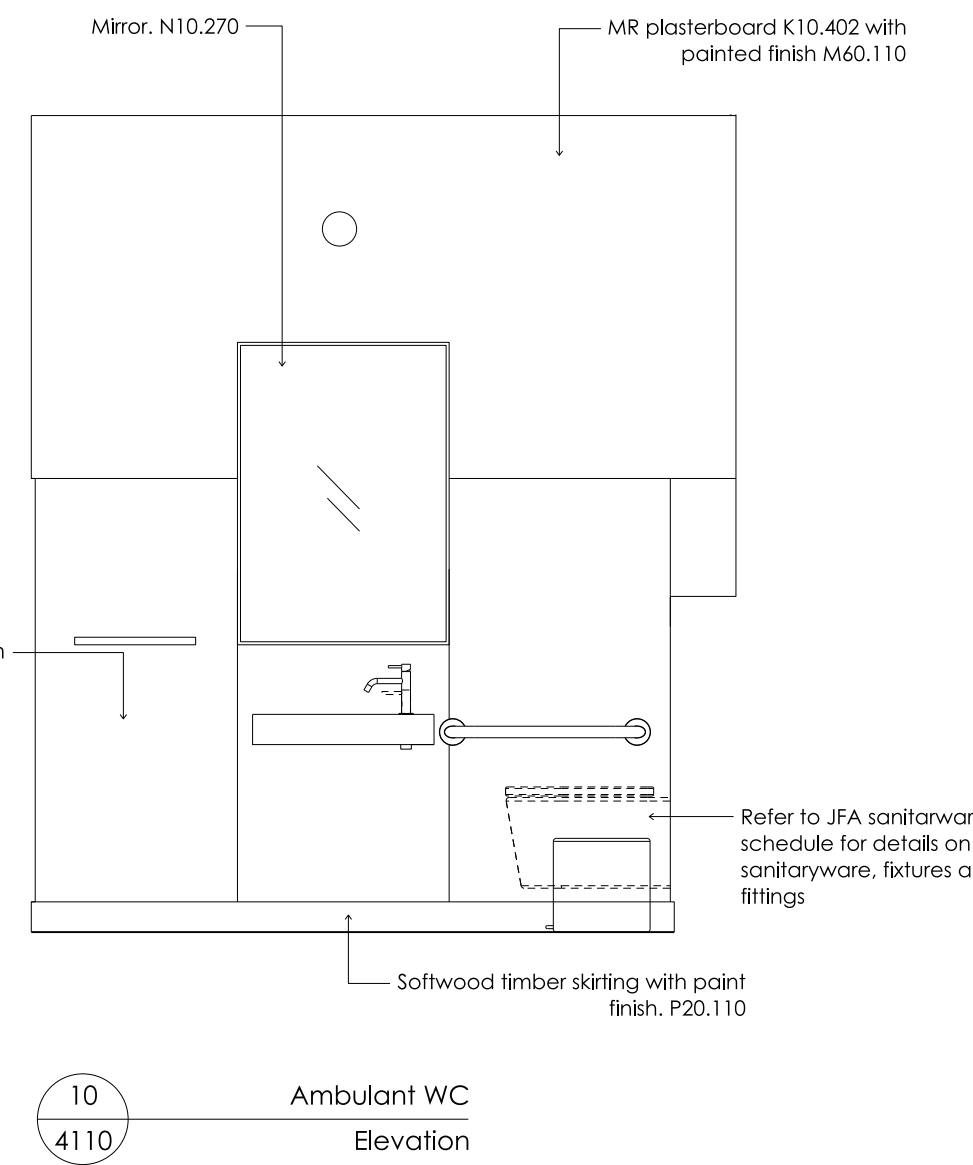 Mirror. N10.270
MR plasterboard K10.402 with
painted finish M60.110
Refer to JFA
schedule for details on
sanitaryware, fixtures
fittings
Softwood timber skirting with paint
finish. P20.110
10
Ambulant WC
4110
Elevation